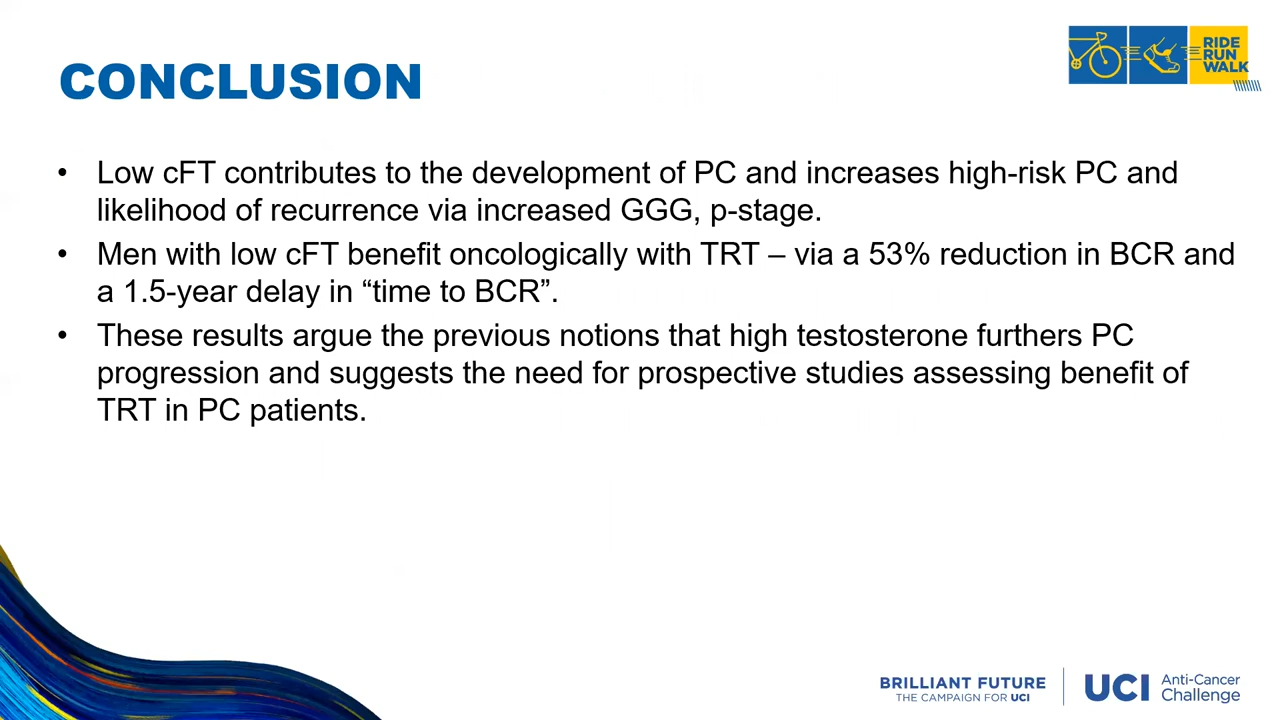 CONCLUSION
RIDE
RUN
WALK
• Low cFT contributes to the development of PC and increases high-risk PC and
likelihood of recurrence via increased GGG, p-stage.
• Men with low cFT benefit oncologically with TRT – via a 53% reduction in BCR and
a 1.5-year delay in “time to BCR”.
• These results argue the previous notions that high testosterone furthers PC
progression and suggests the need for prospective studies assessing benefit of
TRT in PC patients.
BRILLIANT FUTURE
THE CAMPAIGN FOR UCI
UCI Anti-Cancer
Challenge